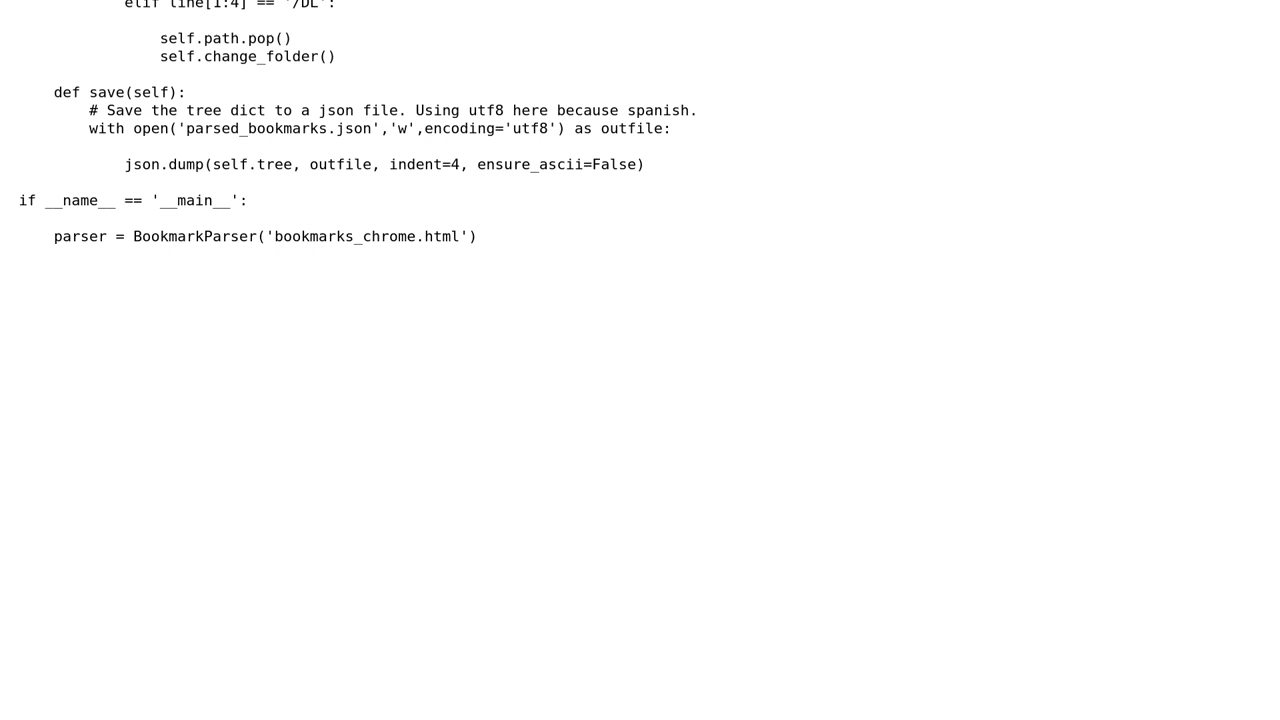 elif line[1:4] == '/DL':
self.path.pop()
self.change_folder()
def save(self):
# Save the tree dict to a json file. Using utf8 here because spanish.
with open('parsed_bookmarks.json','w',encoding='utf8') as outfile:
json.dump(self.tree, outfile, indent=4, ensure_ascii=False)
if __name__ == '__main__':
parser = BookmarkParser('bookmarks_chrome.html')